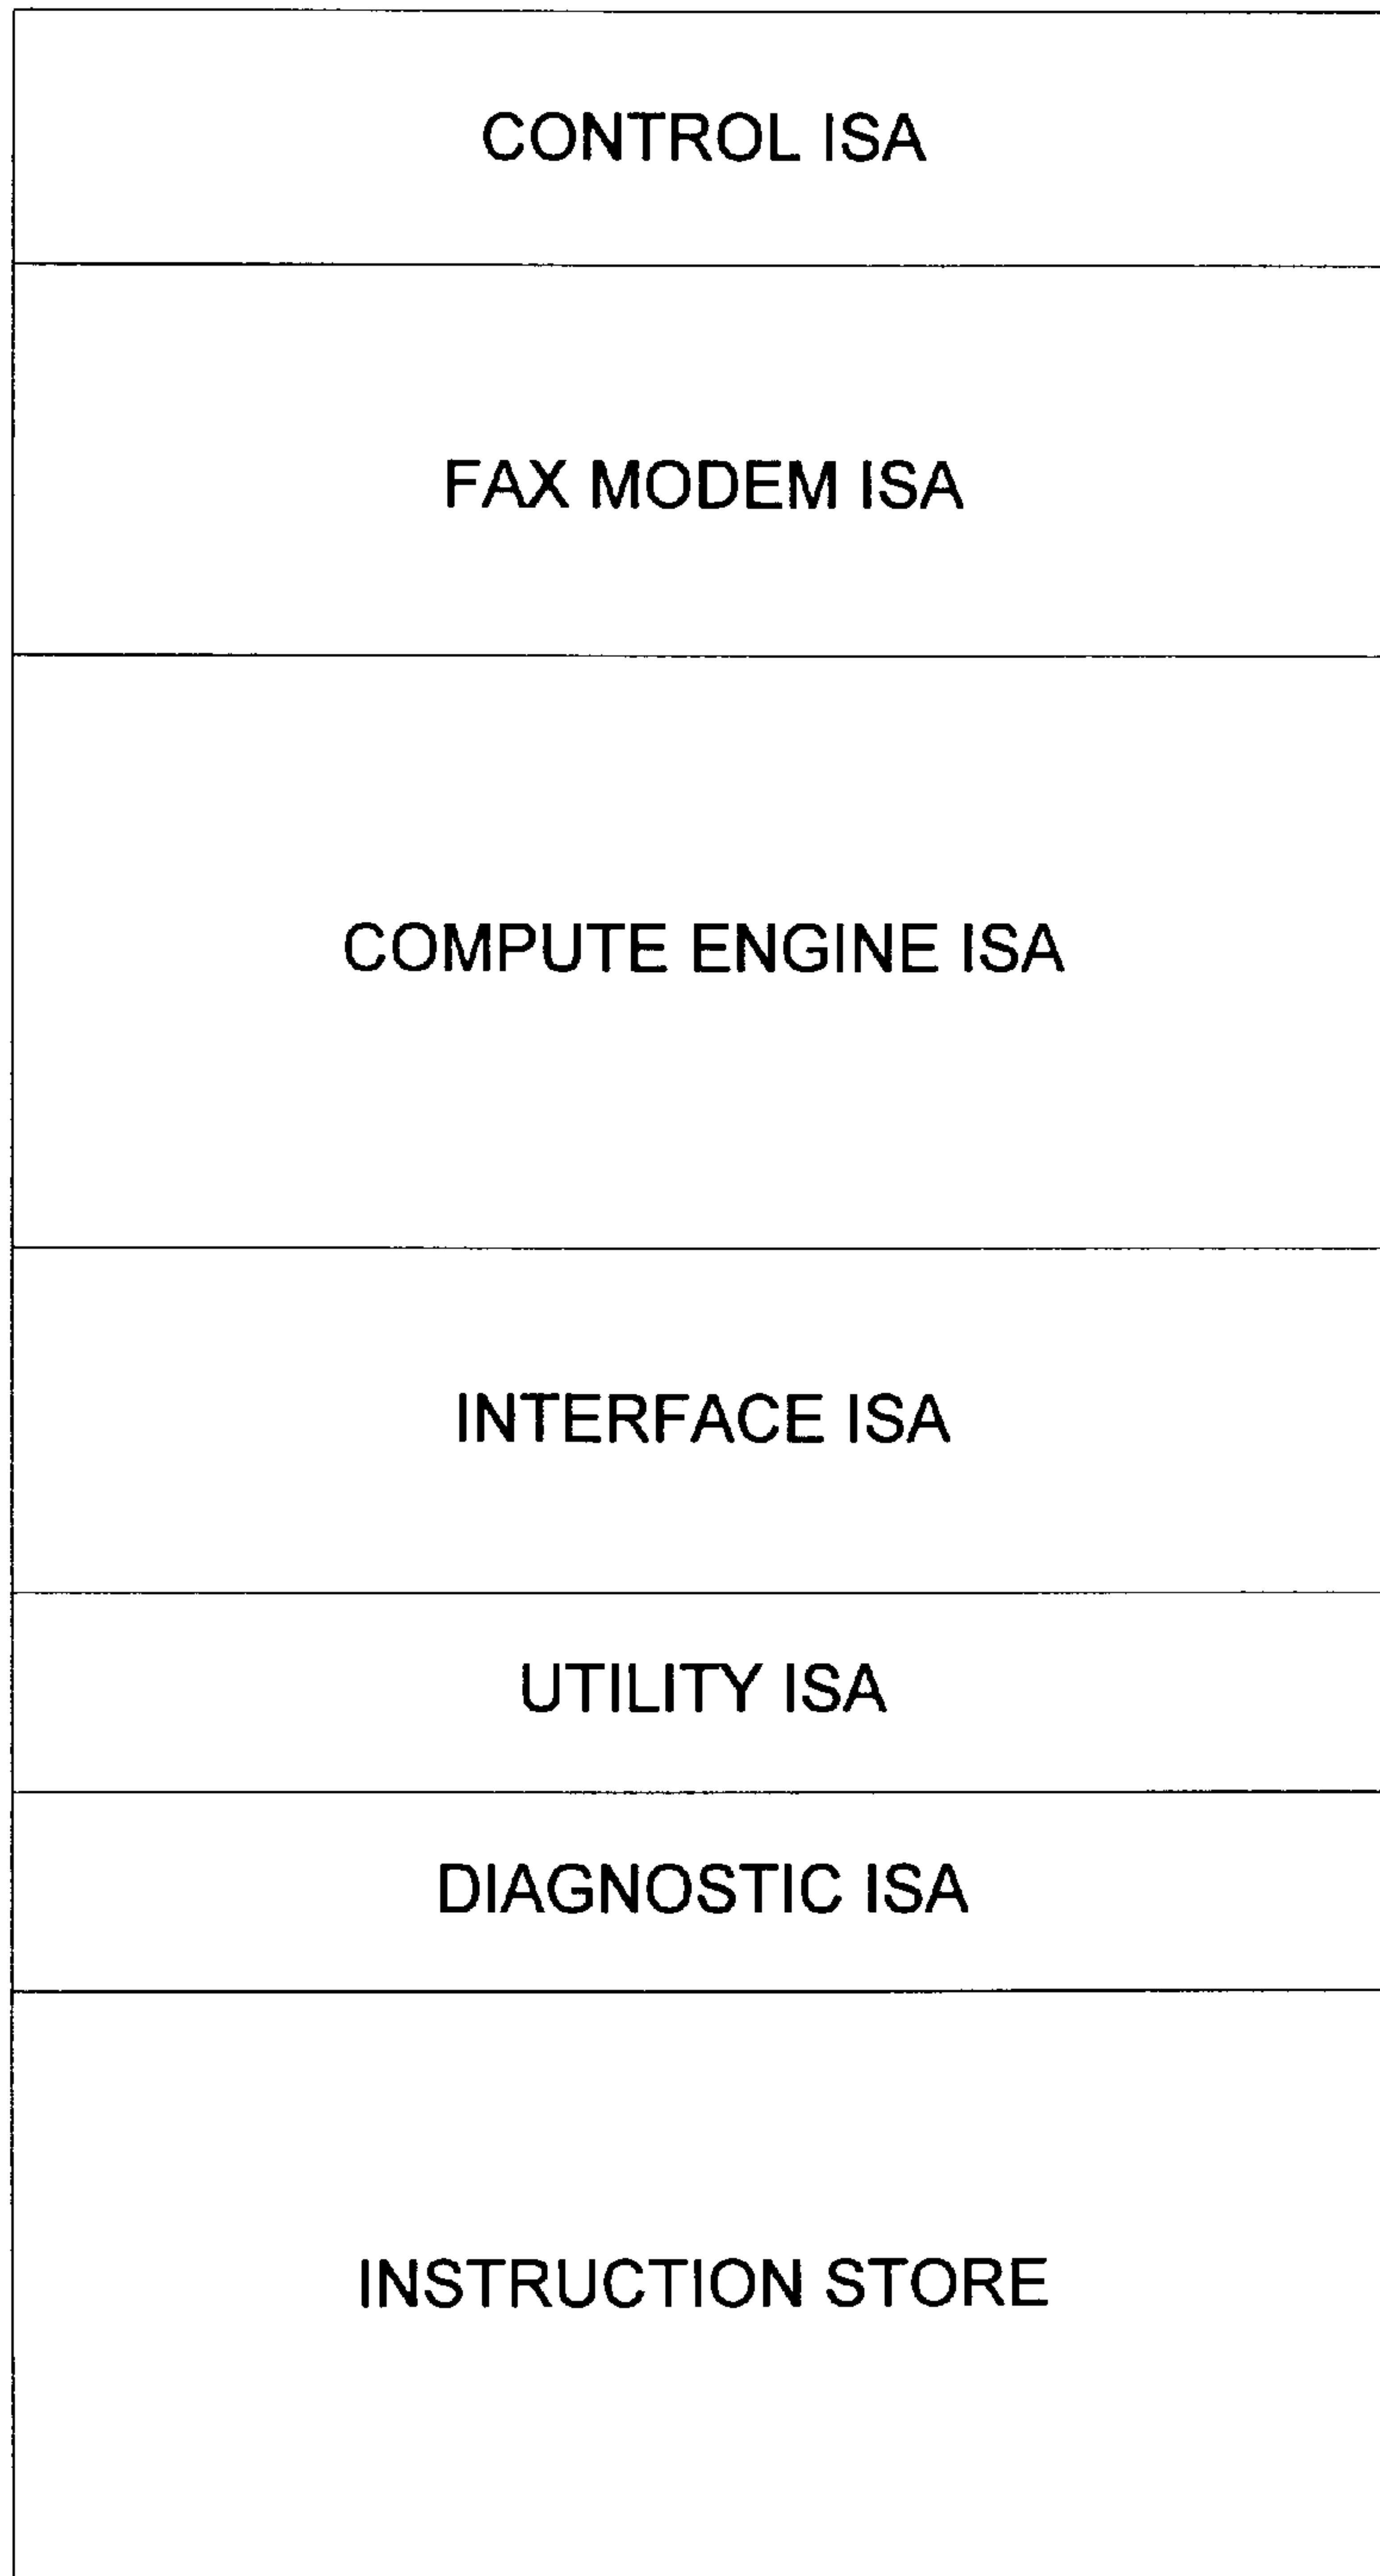 CONTROL ISA
FAX MODEM ISA
COMPUTE ENGINE ISA
INTERFACE ISA
UTILITY ISA
DIAGNOSTIC ISA
INSTRUCTION STORE